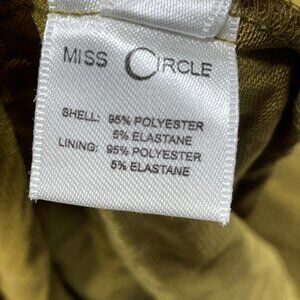 MISS CIRCLE
SHELL: 95% POLYESTER
5% ELASTANE
LINING: 95% POLYESTER
5% ELASTANE